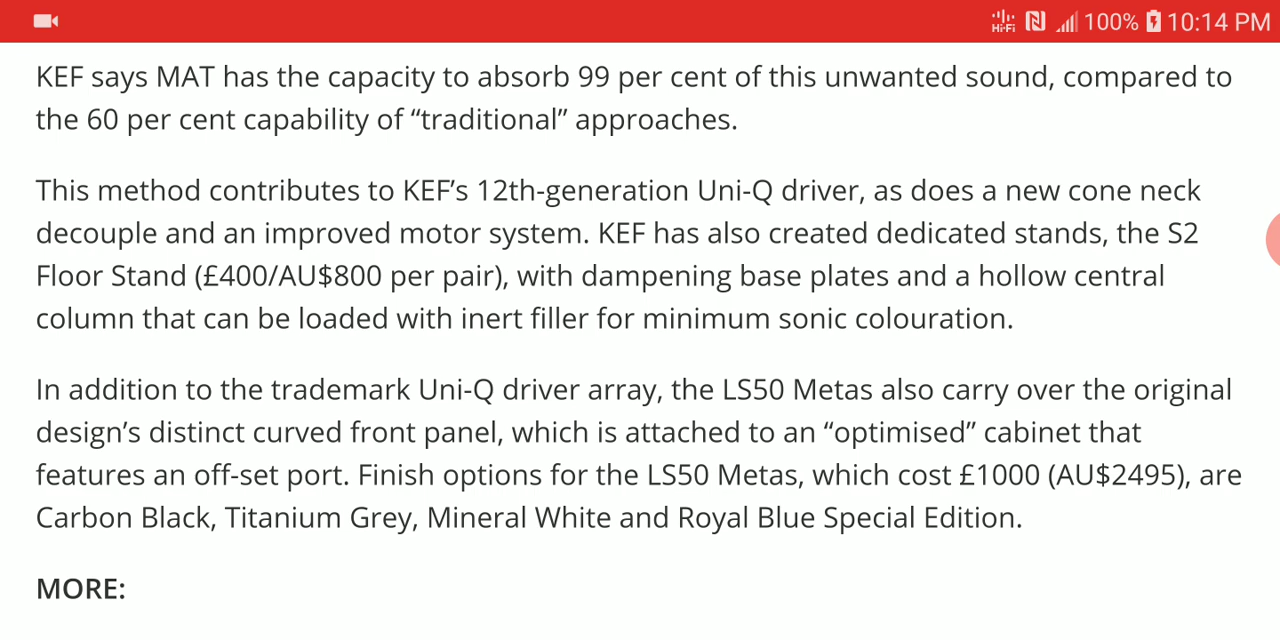 Hi-Fi 100% 10:14 PM
KEF says MAT has the capacity to absorb 99 per cent of this unwanted sound, compared to
the 60 per cent capability of “traditional” approaches.
This method contributes to KEF’s 12th-generation Uni-Q driver, as does a new cone neck
decouple and an improved motor system. KEF has also created dedicated stands, the S2
Floor Stand (£400/AU$800 per pair), with dampening base plates and a hollow central
column that can be loaded with inert filler for minimum sonic colouration.
In addition to the trademark Uni-Q driver array, the LS50 Metas also carry over the original
design’s distinct curved front panel, which is attached to an “optimised” cabinet that
features an off-set port. Finish options for the LS50 Metas, which cost £1000 (AU$2495), are
Carbon Black, Titanium Grey, Mineral White and Royal Blue Special Edition.
MORE: